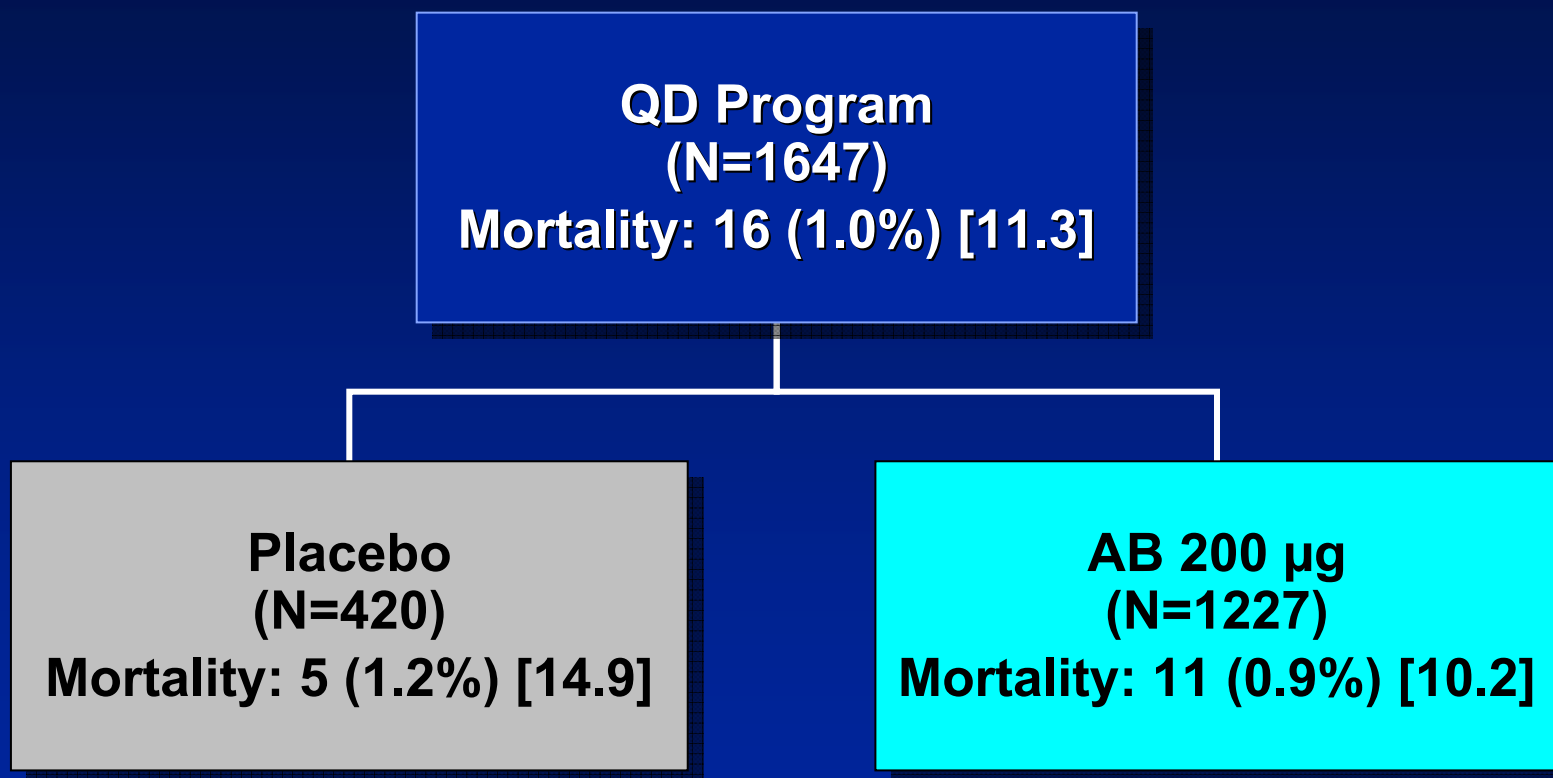 QD Program
(N=1647)
Mortality: 16 (1.0%) [11.3]
Placebo
(N=420)
Mortality: 5 (1.2%) [14.9]
AB 200 µg
(N=1227)
Mortality: 11 (0.9%) [10.2]